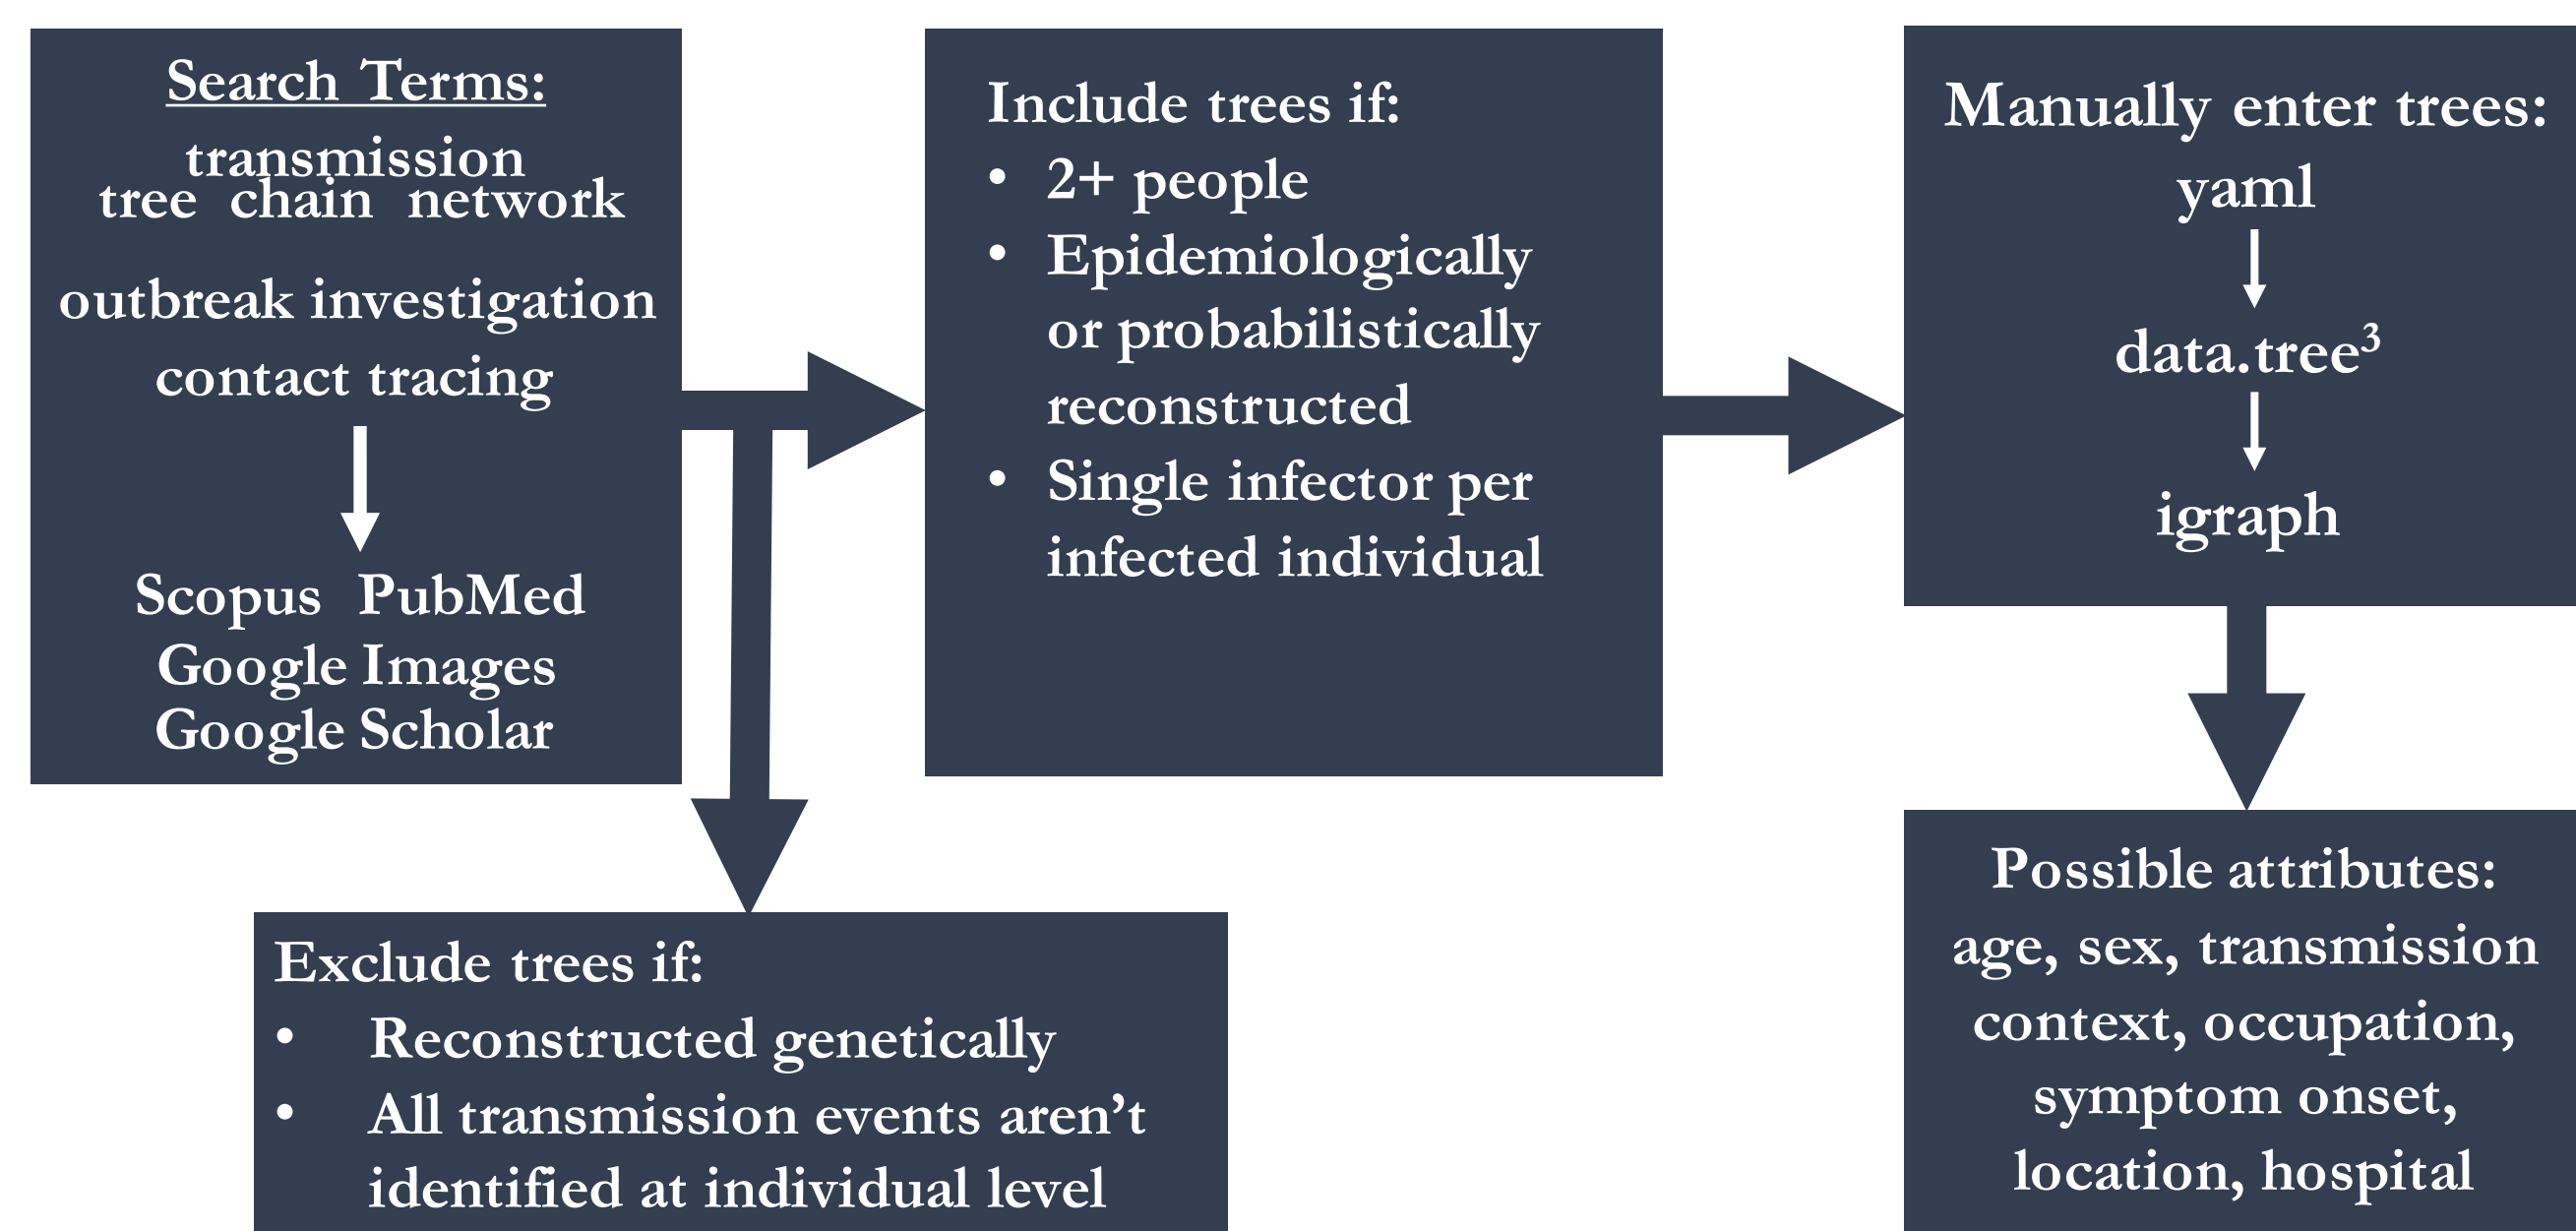 Search Terms:
transmission
tree chain network
outbreak investigation
contact tracing
Scopus PubMed
Google Images
Google Scholar
Include trees if:
• 2+ people
• Epidemiologically
or probabilistically
reconstructed
• Single infector per
infected individual
Manually enter trees:
yaml
data.tree³
igraph
Exclude trees if:
• Reconstructed genetically
• All transmission events aren’t
identified at individual level
Possible attributes:
age, sex, transmission
context, occupation,
symptom onset,
location, hospital